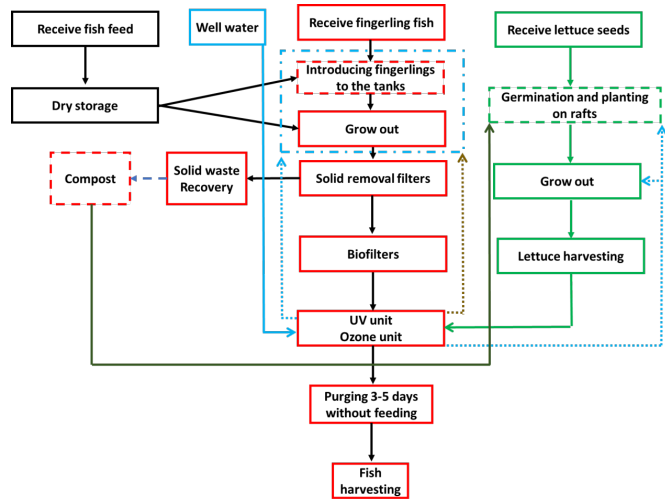 Receive fish feed
Well water
Receive fingerling fish
Receive lettuce seeds
Introducing fingerlings
to the tanks
Dry storage
Germination and planting
on rafts
Grow out
Compost
Solid waste
Recovery
Solid removal filters
Grow out
Biofilters
Lettuce harvesting
UV unit
Ozone unit
Purging 3-5 days
without feeding
Fish
harvesting